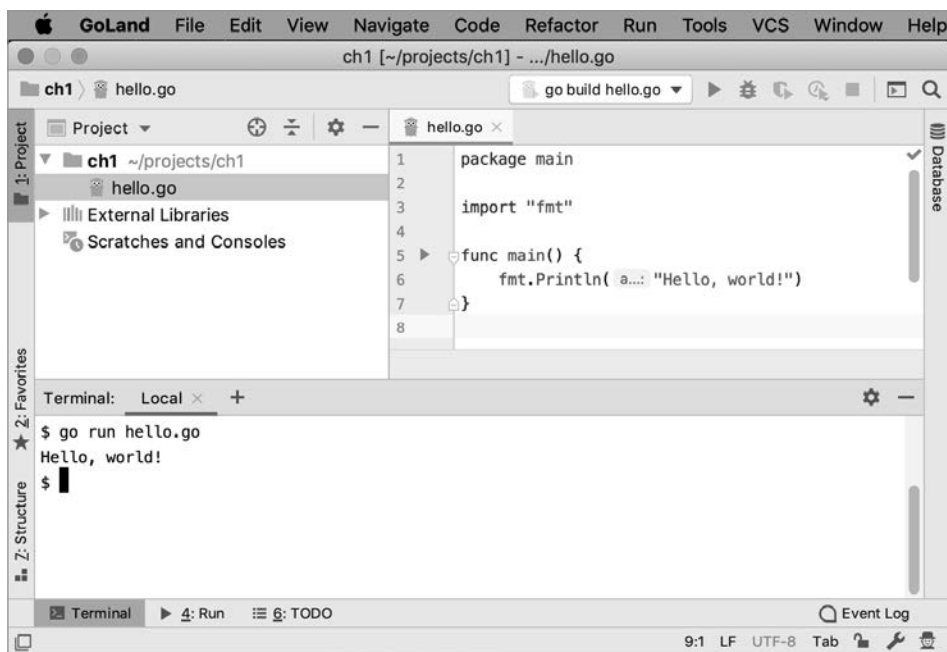 GoLand File Edit View Navigate Code Refactor Run Tools VCS Window Help
ch1 [~/projects/ch1] - .../hello.go
ch1 hello.go go build hello.go
1: Project
Project
ch1 ~/projects/ch1
hello.go
External Libraries
Scratches and Consoles
hello.go
1 package main
2
3 import "fmt"
4
5 func main() {
6 fmt.Println( a...: "Hello, world!")
7 }
8
Database
2: Favorites
Z: Structure
Terminal: Local +
$ go run hello.go
Hello, world!
$
Terminal 4: Run 6: TODO Event Log
9:1 LF UTF-8 Tab